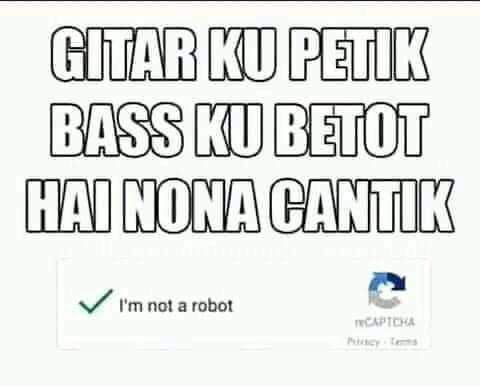 GITAR KU PETIK
BASS KU BETOT
HAI NONA CANTIK
I'm not a robot
reCAPTCHA
Privacy - Terms